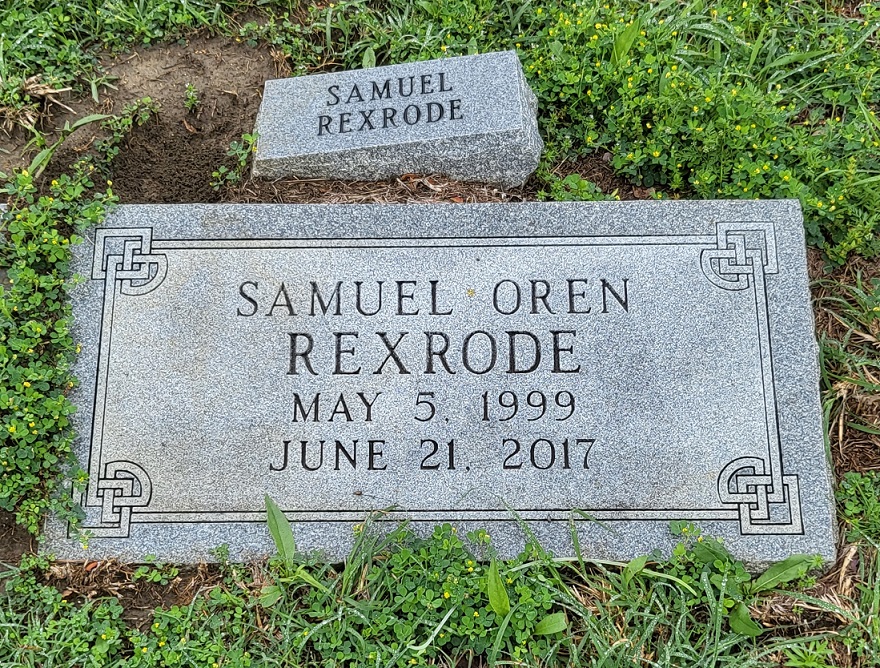 SAMUEL
REXRODE
SAMUEL OREN
REXRODE
MAY 5, 1999
JUNE 21, 2017